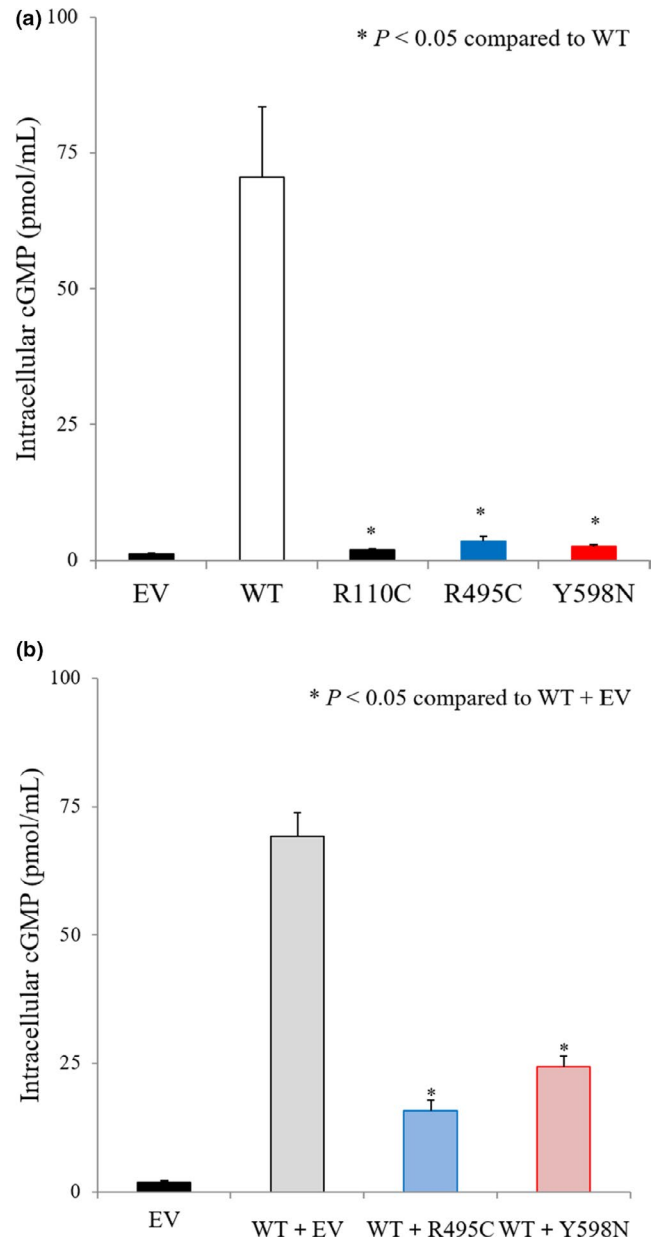 (a)
100
* P < 0.05 compared to WT
75
50
25
0
Intracellular cGMP (pmol/mL)
*
*
*
EV WT R110C R495C Y598N
(b)
100
* P < 0.05 compared to WT + EV
75
50
25
0
Intracellular cGMP (pmol/mL)
*
*
EV WT + EV WT + R495C WT + Y598N